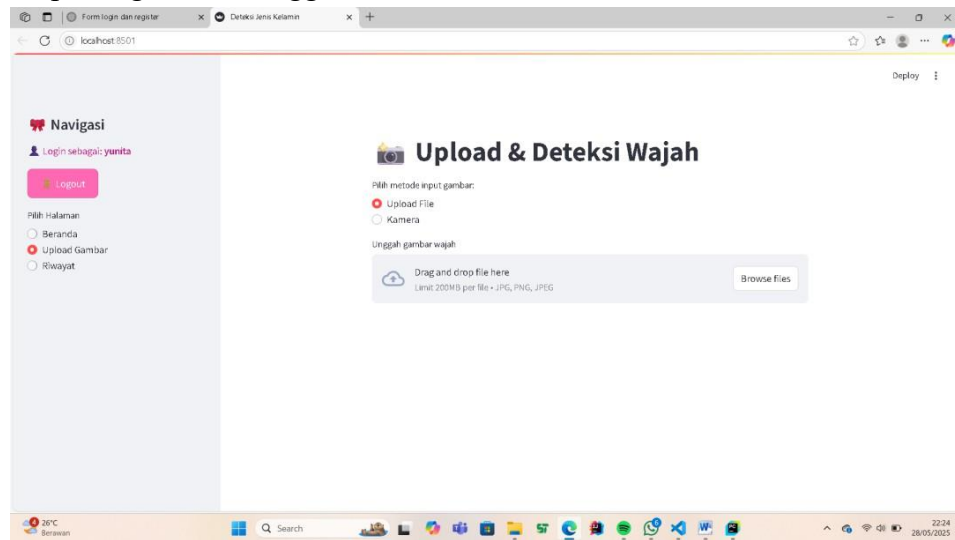 Form login dan register
Deteksi Jenis Kelamin
localhost:8501
Deploy
Navigasi
Login sebagai: yunita
Logout
Pilih Halaman
Beranda
Upload Gambar
Riwayat
Upload & Deteksi Wajah
Pilih metode input gambar:
Upload File
Kamera
Unggah gambar wajah
Drag and drop file here
Limit 200MB per file • JPG, PNG, JPEG
Browse files
26°C
Berawan
Search
22:24
28/05/2025